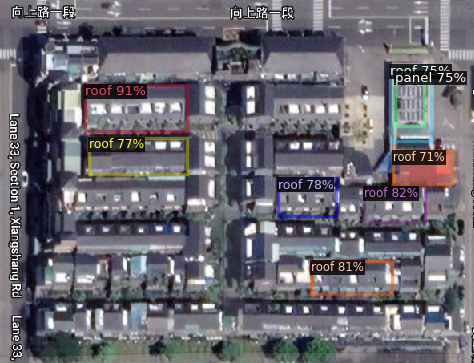 向上路一段
向上路一段
roof 75%
panel 75%
roof 91%
roof 77%
roof 71%
roof 78%
roof 82%
roof 81%
Lane 33, Section 1, Xiangshang Rd
Lane 33,